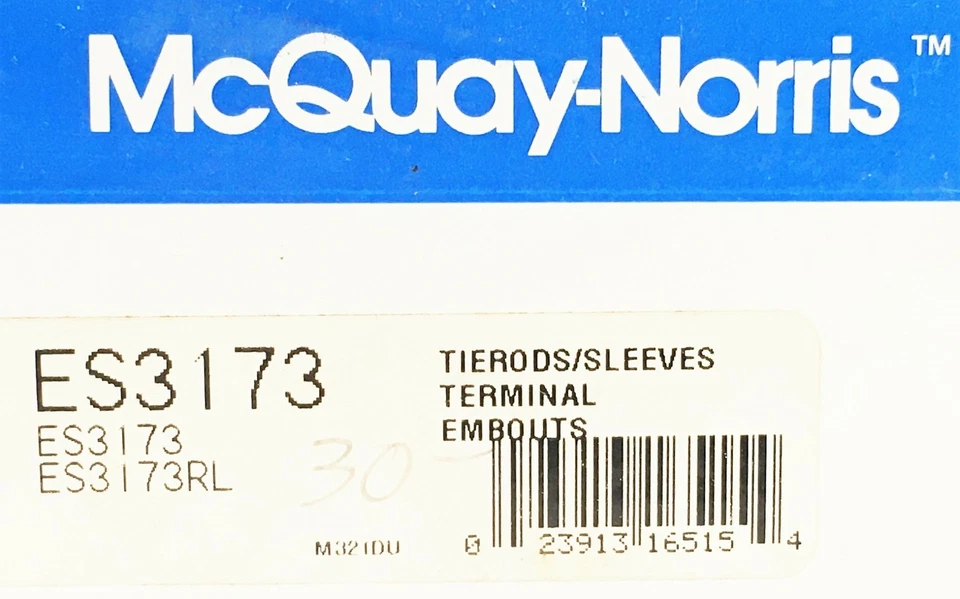 McQuay-Norris™
ES3173
ES3173
ES3173RL
TIERODS/SLEEVES
TERMINAL
EMBOUTS
30
M321DU
0 23913 16515 4